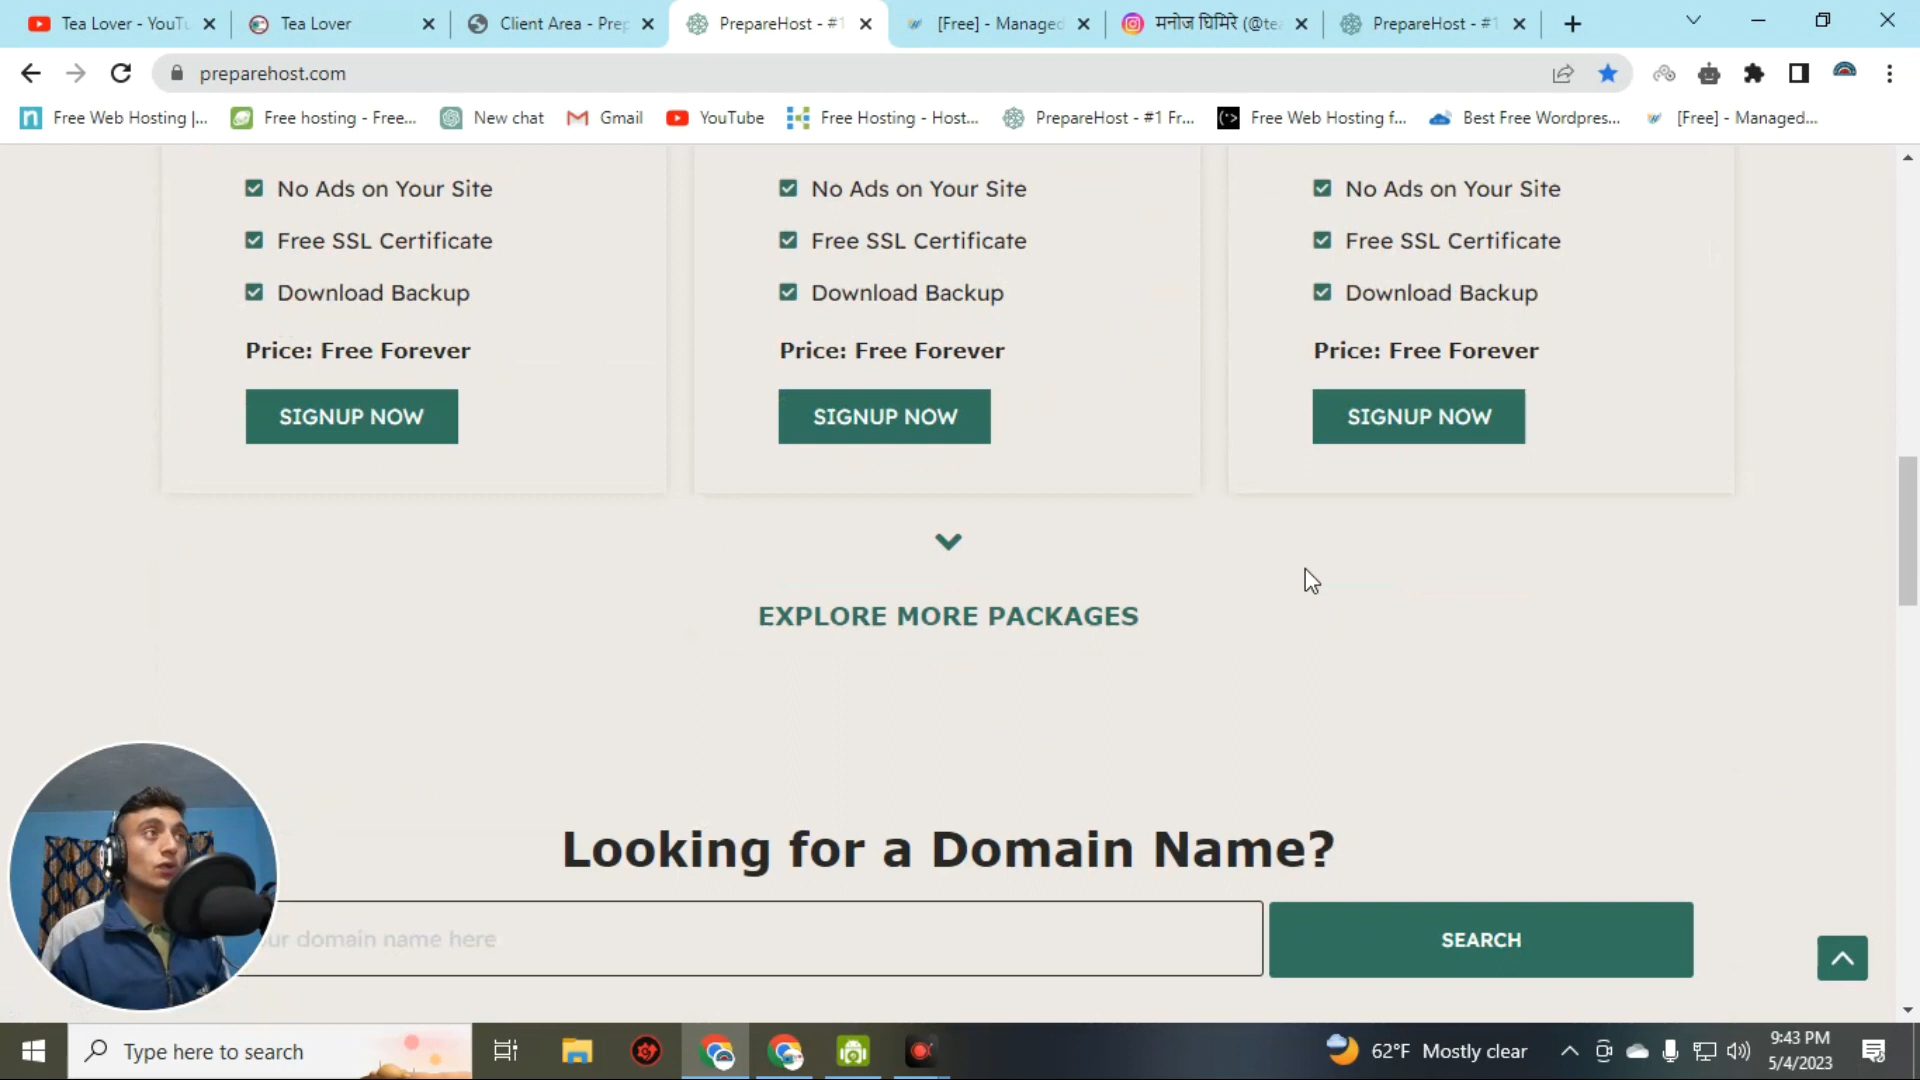 Tea Lover - YouTu
Tea Lover
Client Area - Prep
PrepareHost - #1
[Free] - Managed
मनोज घिमिरे (@tea
PrepareHost - #1
preparehost.com
Free Web Hosting |...
Free hosting - Free...
New chat
Gmail
YouTube
Free Hosting - Host...
PrepareHost - #1 Fr...
Free Web Hosting f...
Best Free Wordpres...
[Free] - Managed...
No Ads on Your Site
Free SSL Certificate
Download Backup
Price: Free Forever
SIGNUP NOW
No Ads on Your Site
Free SSL Certificate
Download Backup
Price: Free Forever
SIGNUP NOW
No Ads on Your Site
Free SSL Certificate
Download Backup
Price: Free Forever
SIGNUP NOW
EXPLORE MORE PACKAGES
Looking for a Domain Name?
ur domain name here
SEARCH
Type here to search
62°F Mostly clear
9:43 PM
5/4/2023